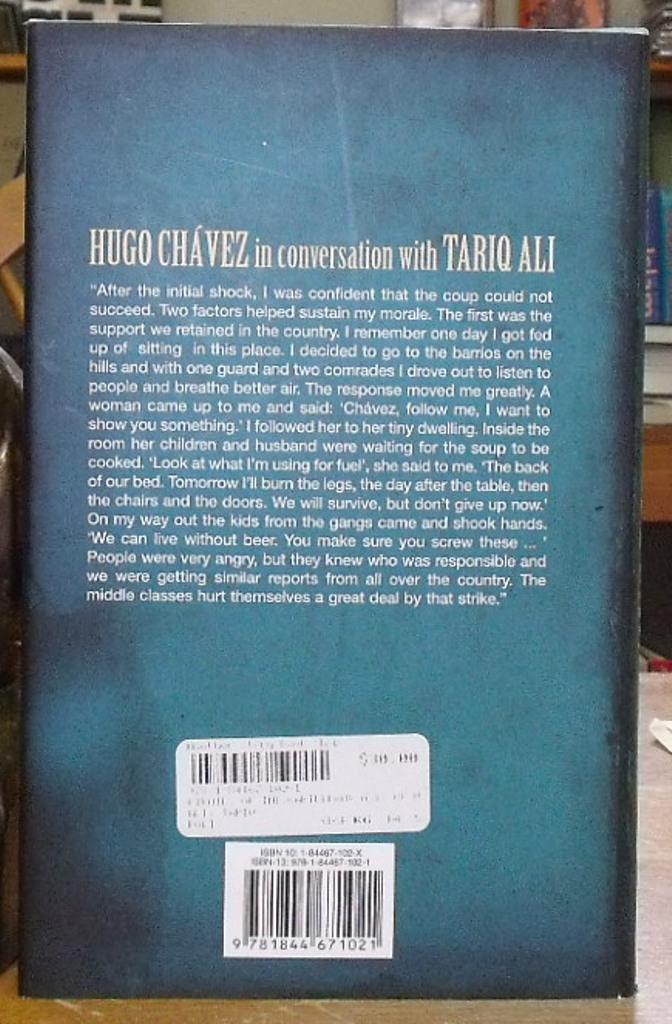 HUGO CHÁVEZ in conversation with TARIQ ALI
"After the initial shock, I was confident that the coup could not
succeed. Two factors helped sustain my morale. The first was the
support we retained in the country. I remember one day I got fed
up of sitting in this place. I decided to go to the barrios on the
hills and with one guard and two comrades I drove out to listen to
people and breathe better air. The response moved me greatly. A
woman came up to me and said: 'Chávez, follow me, I want to
show you something.' I followed her to her tiny dwelling. Inside the
room her children and husband were waiting for the soup to be
cooked. 'Look at what I'm using for fuel', she said to me. 'The back
of our bed. Tomorrow I'll burn the legs, the day after the table, then
the chairs and the doors. We will survive, but don't give up now.'
On my way out the kids from the gangs came and shook hands.
'We can live without beer. You make sure you screw these ... '
People were very angry, but they knew who was responsible and
we were getting similar reports from all over the country. The
middle classes hurt themselves a great deal by that strike."
ISBN 10: 1-84467-102-X
ISBN-13: 978-1-84467-102-1
9 781844 671021